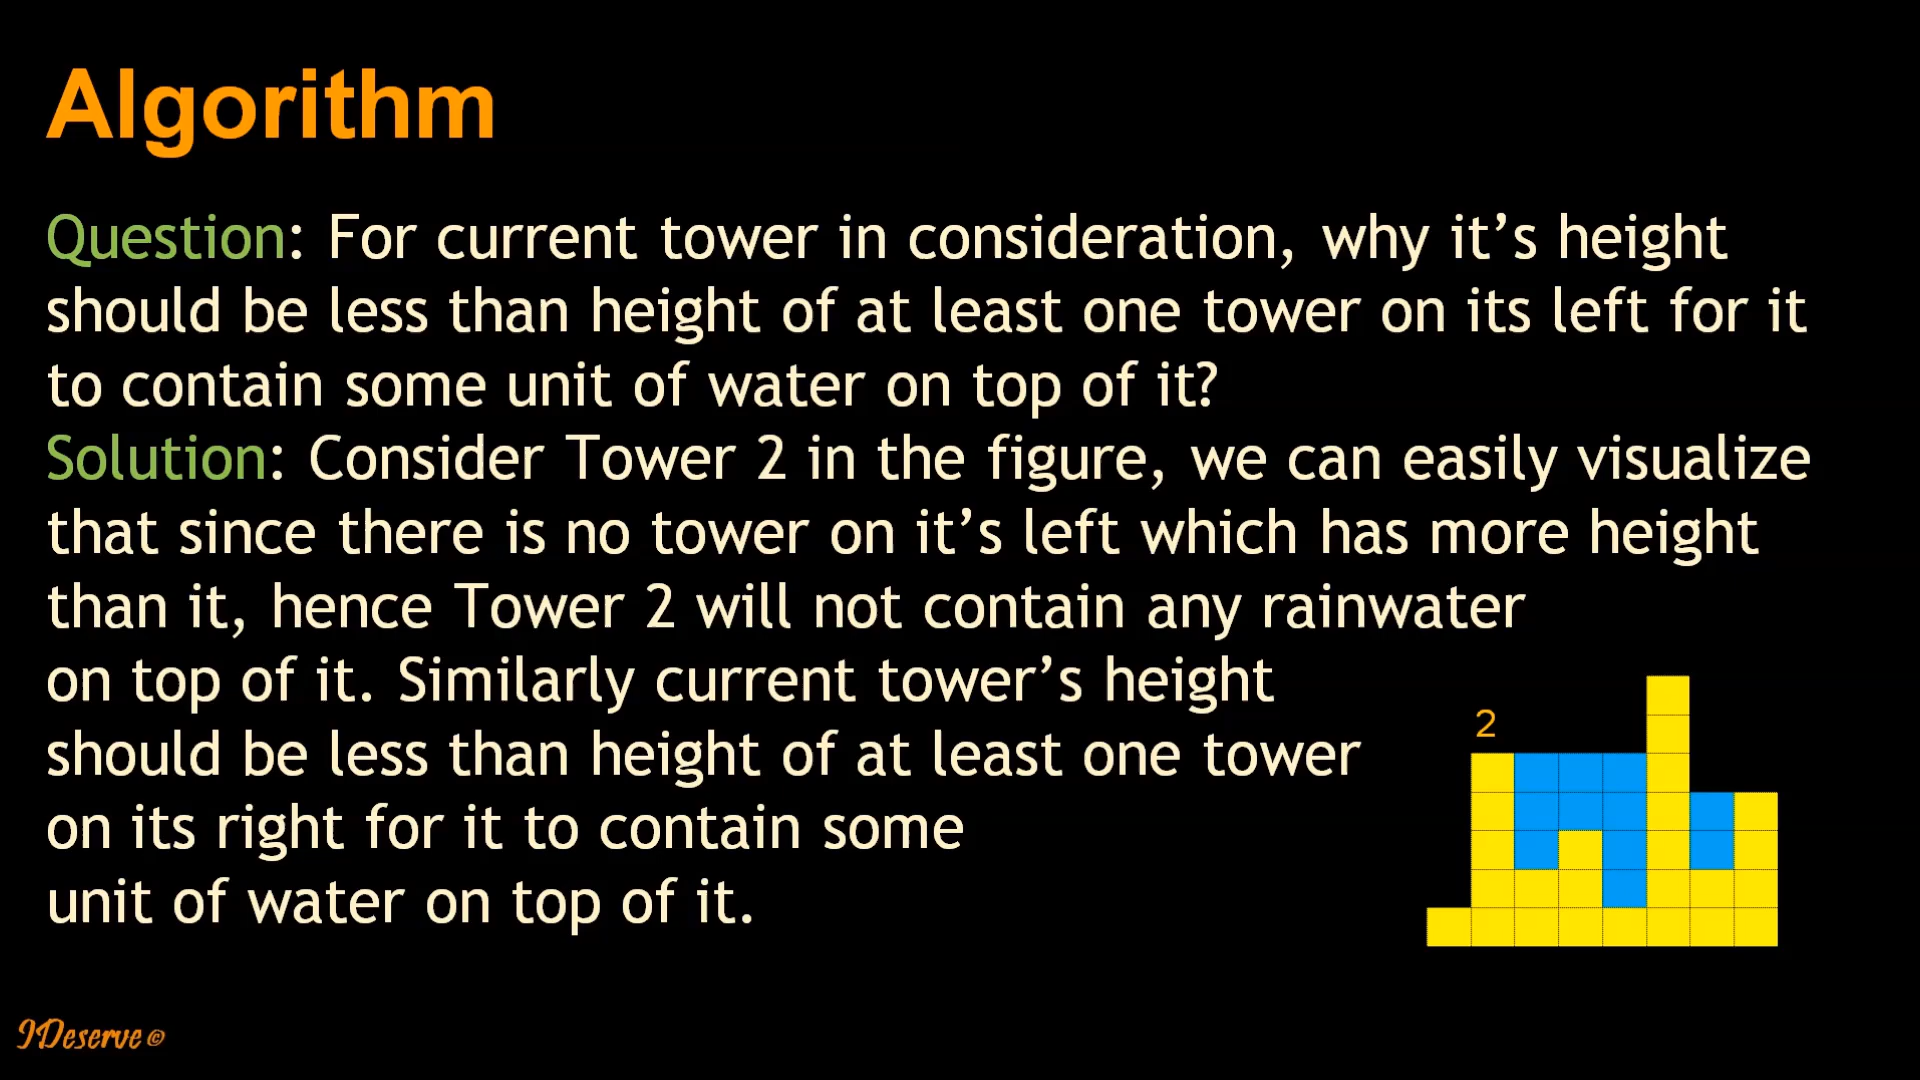 Algorithm
Question: For current tower in consideration, why it’s height
should be less than height of at least one tower on its left for it
to contain some unit of water on top of it?
Solution: Consider Tower 2 in the figure, we can easily visualize
that since there is no tower on it’s left which has more height
than it, hence Tower 2 will not contain any rainwater
on top of it. Similarly current tower’s height
should be less than height of at least one tower
on its right for it to contain some
unit of water on top of it.
2
IDeserve ©